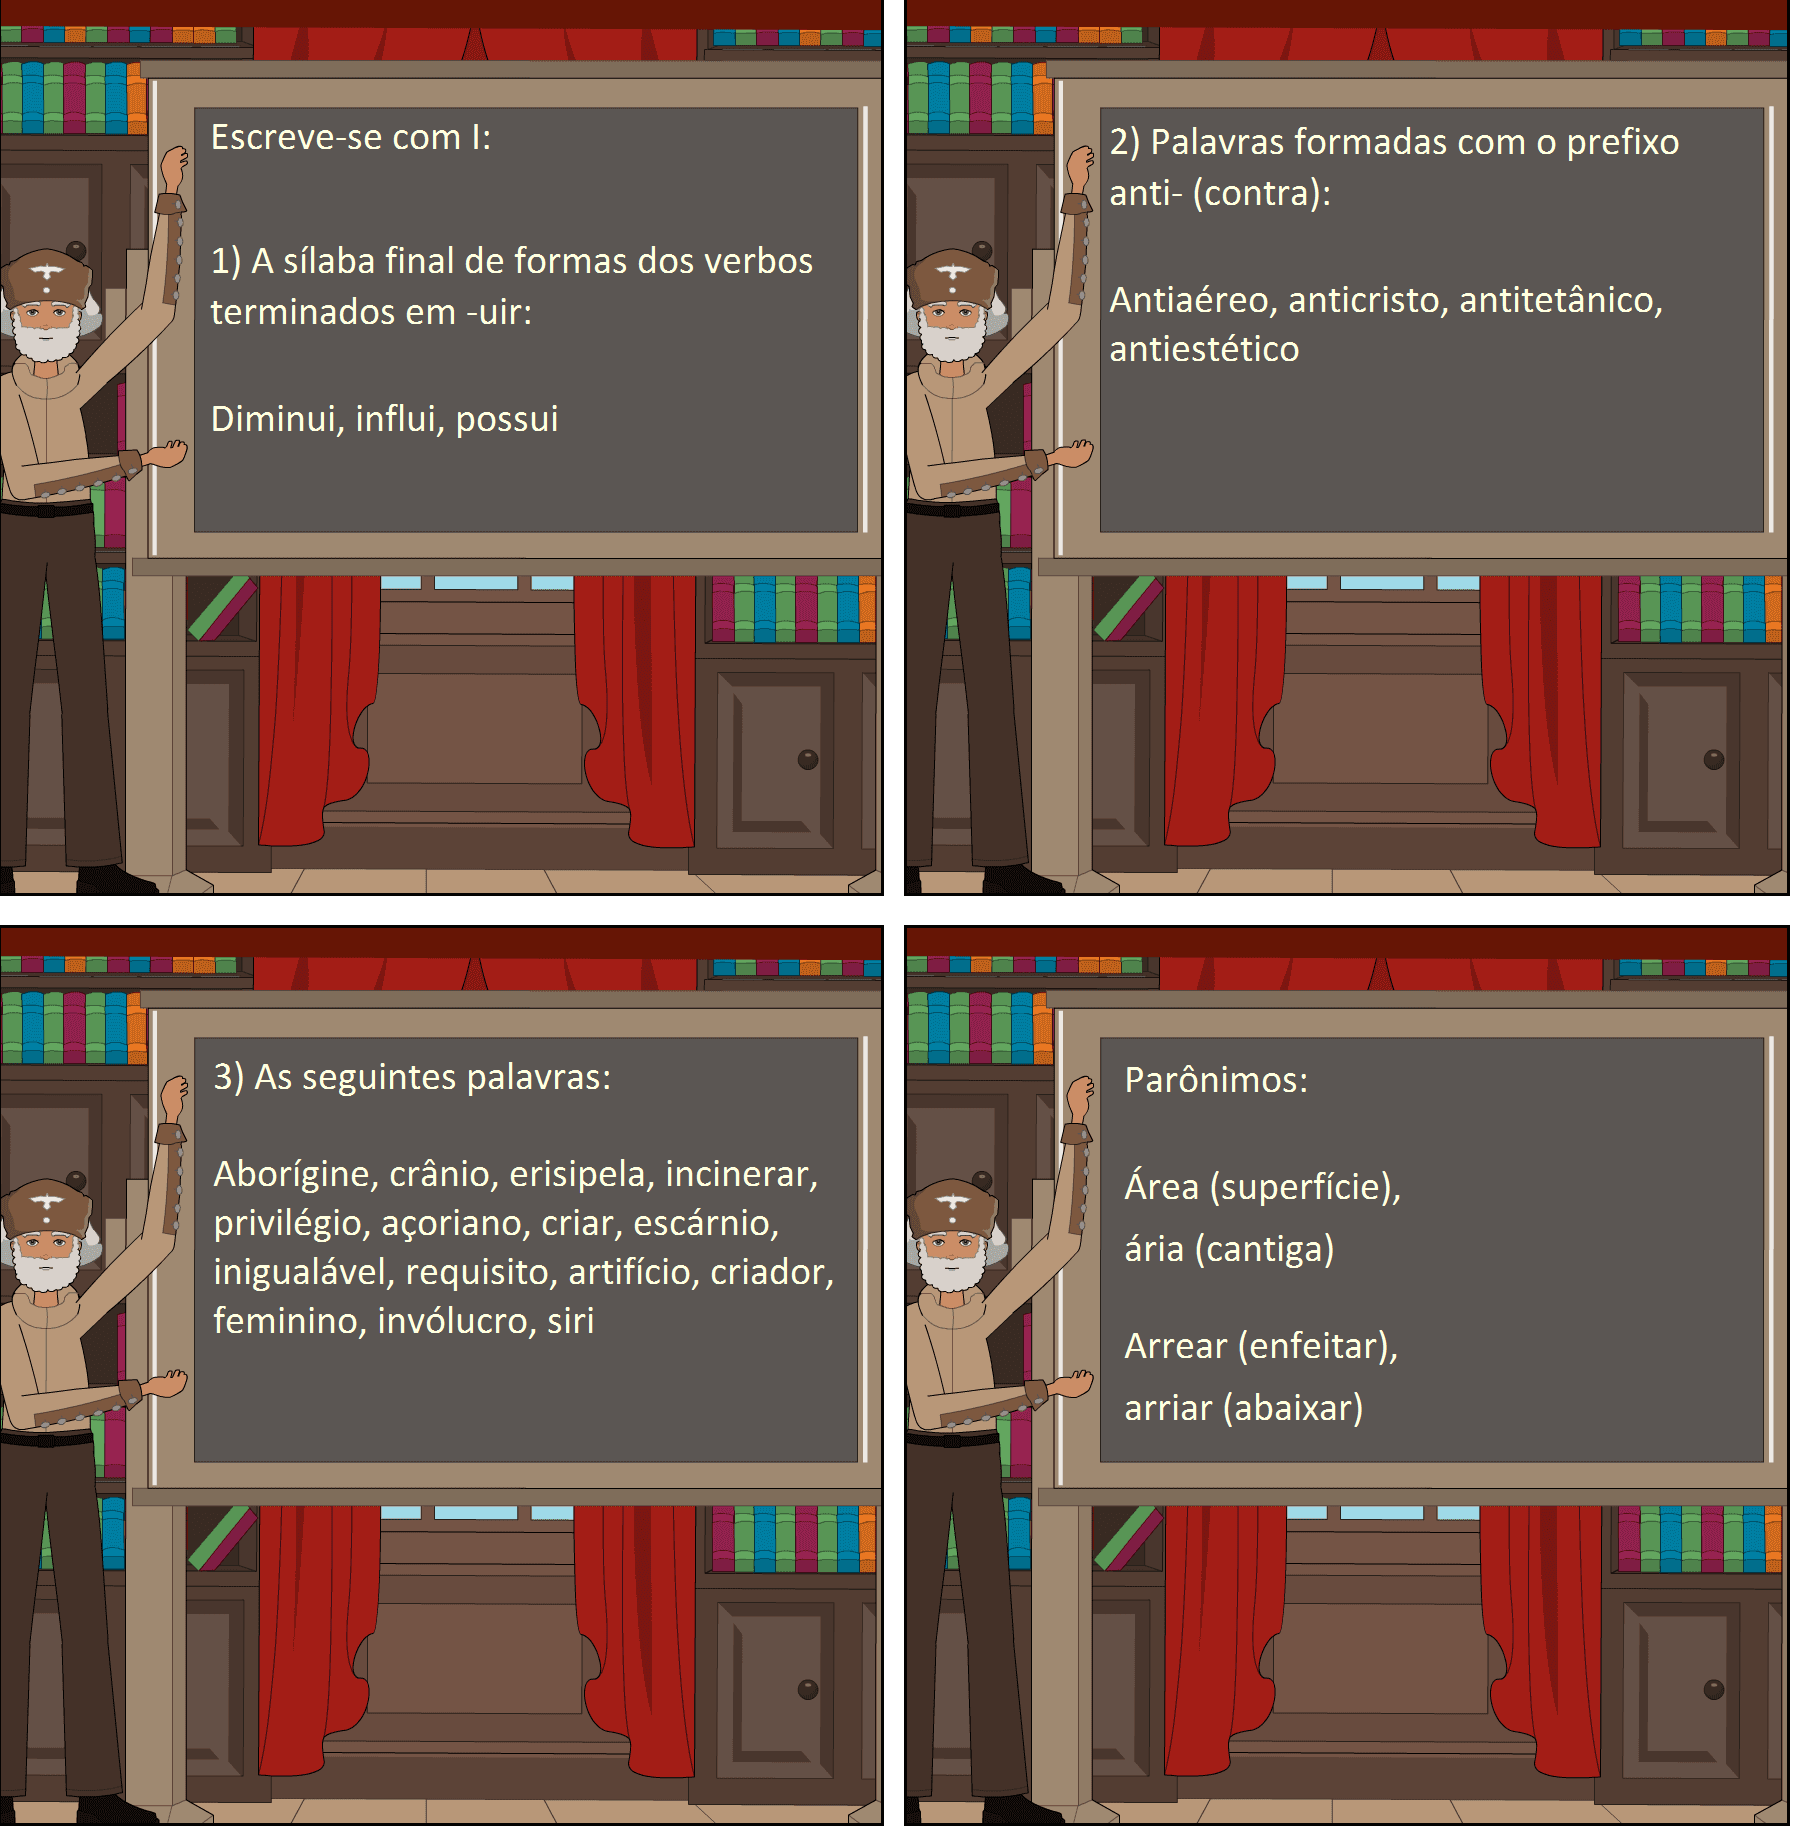 Escreve-se com I:
1) A sílaba final de formas dos verbos
terminados em -uir:
Diminui, influi, possui
2) Palavras formadas com o prefixo
anti- (contra):
Antiaéreo, anticristo, antitetânico,
antiestético
3) As seguintes palavras:
Aborígine, crânio, erisipela, incinerar,
privilégio, açoriano, criar, escárnio,
inigualável, requisito, artifício, criador,
feminino, invólucro, siri
Parônimos:
Área (superfície),
ária (cantiga)
Arrear (enfeitar),
arriar (abaixar)